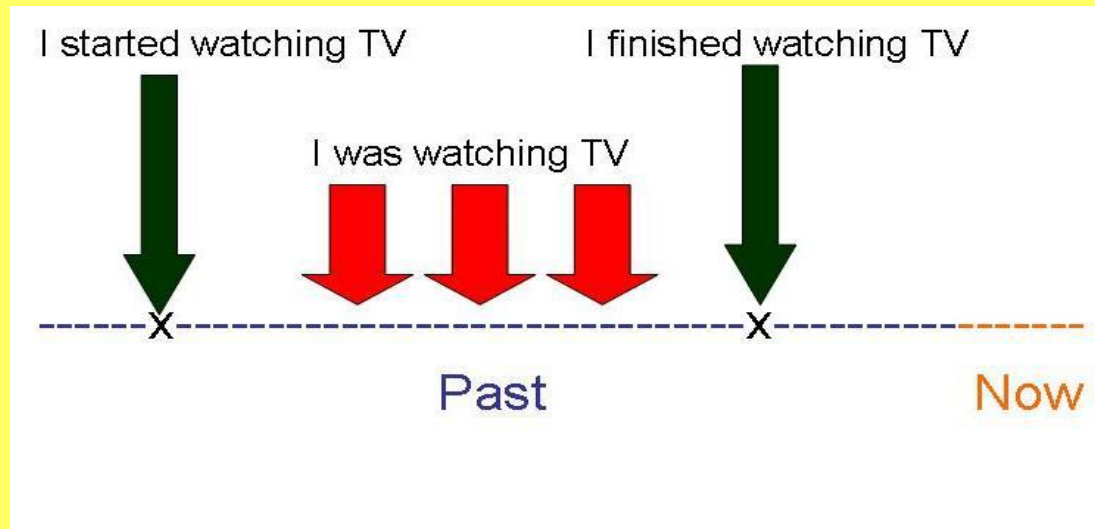 I started watching TV
I finished watching TV
I was watching TV
X
X
Past
Now